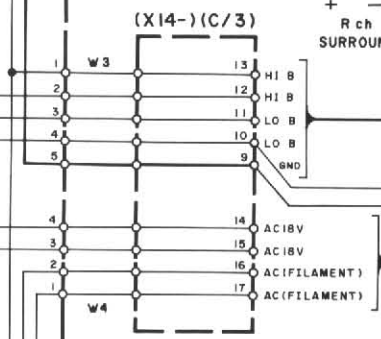 (X14-)(C/3)
+ -
R ch
SURROUN
1 W3 13 HI B
2 12 HI B
3 11 LO B
4 10 LO B
5 9 GND
4 14 AC18V
3 15 AC18V
2 16 AC(FILAMENT)
1 17 AC(FILAMENT)
W4